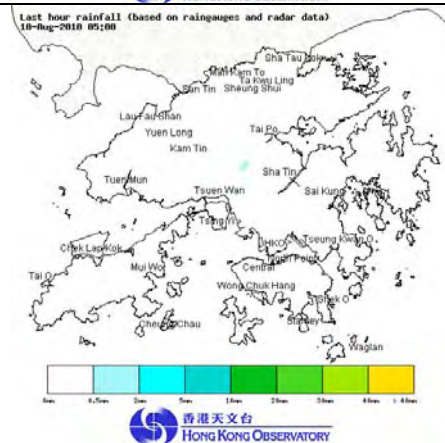 Last hour rainfall (based on raingauges and radar data)
10-Aug-2010 05:00
Sha Tau Kok
Man Kam To
Ta Kwu Ling
San Tin
Sheung Shui
Lau Fau Shan
Yuen Long
Tai Po
Kam Tin
Sha Tin
Tuen Mun
Tsuen Wan
Sai Kung
Tsing Yi
HKO
Tseung Kwan O
Chek Lap Kok
Central
Mui Wo
Tai O
Wong Chuk Hang
Shek O
Cheung Chau
Stanley
Waglan
0mm 0.5mm 2mm 5mm 10mm 20mm 30mm 40mm > 40mm
香港天文台
HONG KONG OBSERVATORY